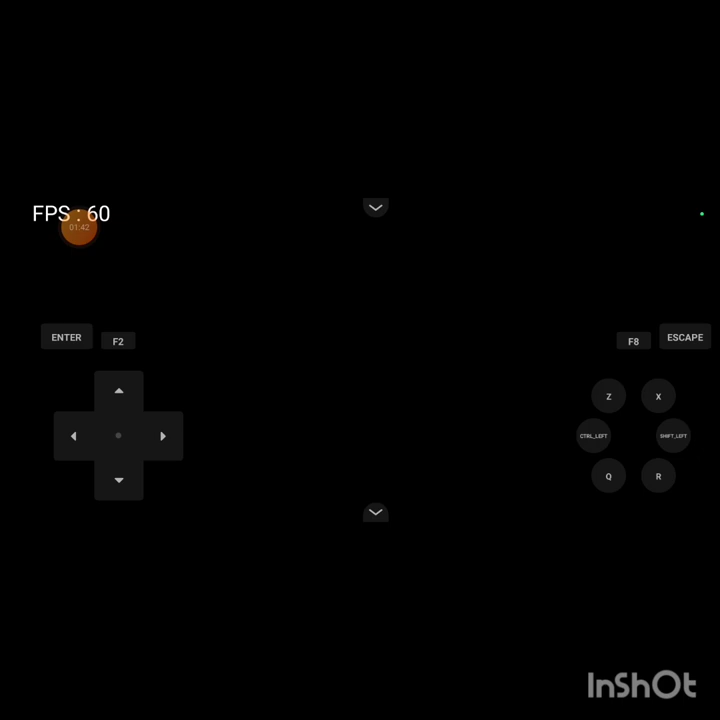 FPS : 60
01:42
ENTER
F2
F8
ESCAPE
Z
X
CTRL_LEFT
SHIFT_LEFT
Q
R
InShOt